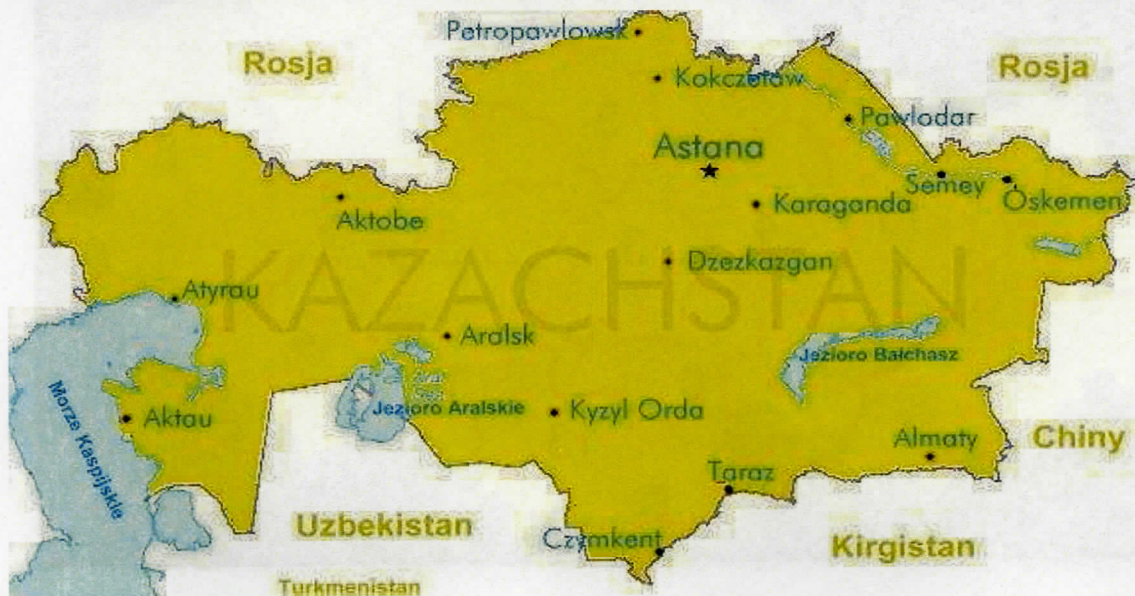 Petropawlowsk
Rosja
Rosja
Kokczetaw
Pawlodar
Astana
Semey
Öskemen
Karaganda
Aktobe
KAZACHSTAN
Dzezkazgan
Atyrau
Aralsk
Jezioro Bałchasz
Morze Kaspijskie
Aktau
Jezioro Aralskie
Kyzyl Orda
Almaty
Chiny
Taraz
Uzbekistan
Czymkent
Kirgistan
Turkmenistan